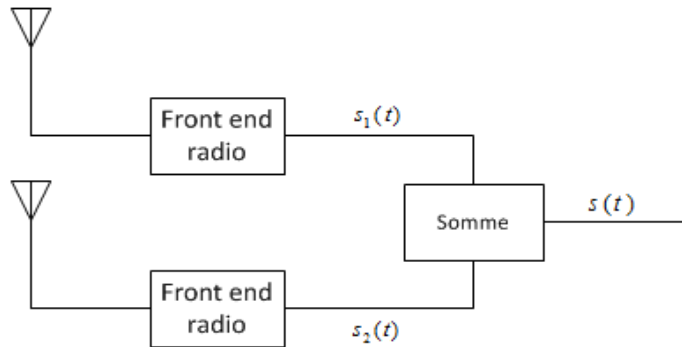 Front end
radio
s₁(t)
Somme
s(t)
Front end
radio
s₂(t)